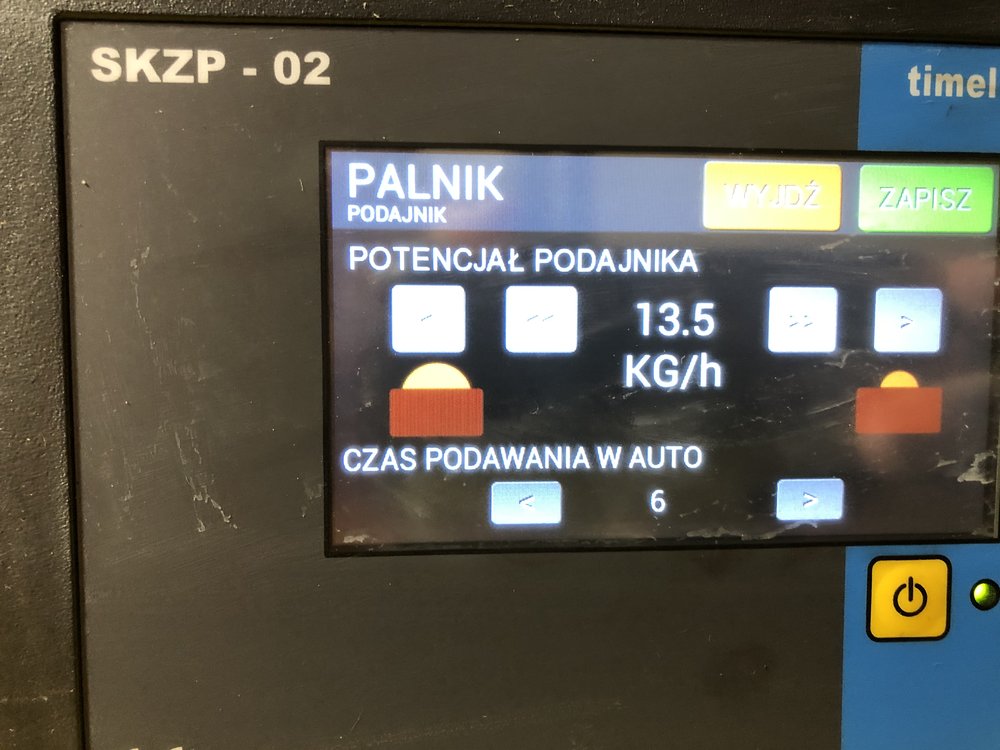 SKZP - 02
timel
PALNIK
PODAJNIK
WYJDŹ
ZAPISZ
POTENCJAŁ PODAJNIKA
< << 13.5 >> >
KG/h
CZAS PODAWANIA W AUTO
< 6 >